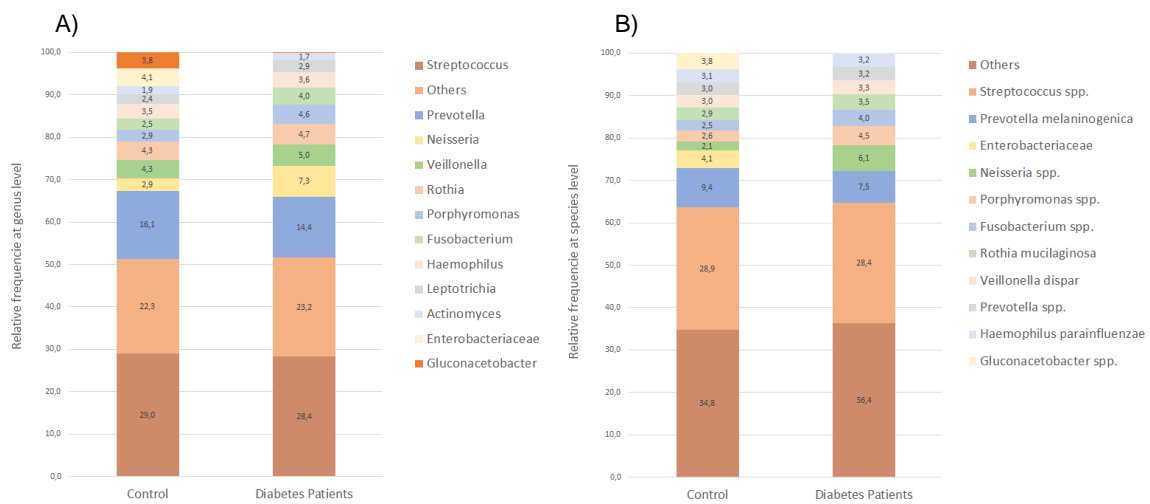 A)
Relative frequencie at genus level
100,0
90,0
80,0
70,0
60,0
50,0
40,0
30,0
20,0
10,0
0,0
3,8
4,1
1,9
2,4
3,5
2,5
2,9
4,3
4,3
2,9
16,1
22,3
29,0
1,7
2,9
3,6
4,0
4,6
4,7
5,0
7,3
14,4
23,2
28,4
Control
Diabetes Patients
Streptococcus
Others
Prevotella
Neisseria
Veillonella
Rothia
Porphyromonas
Fusobacterium
Haemophilus
Leptotrichia
Actinomyces
Enterobacteriaceae
Gluconacetobacter
B)
Relative frequencie at species level
100,0
90,0
80,0
70,0
60,0
50,0
40,0
30,0
20,0
10,0
0,0
3,8
3,1
3,0
3,0
2,9
2,5
2,6
2,1
4,1
9,4
28,9
34,8
3,2
3,2
3,3
3,5
4,0
4,5
6,1
7,5
28,4
36,4
Control
Diabetes Patients
Others
Streptococcus spp.
Prevotella melaninogenica
Enterobacteriaceae
Neisseria spp.
Porphyromonas spp.
Fusobacterium spp.
Rothia mucilaginosa
Veillonella dispar
Prevotella spp.
Haemophilus parainfluenzae
Gluconacetobacter spp.